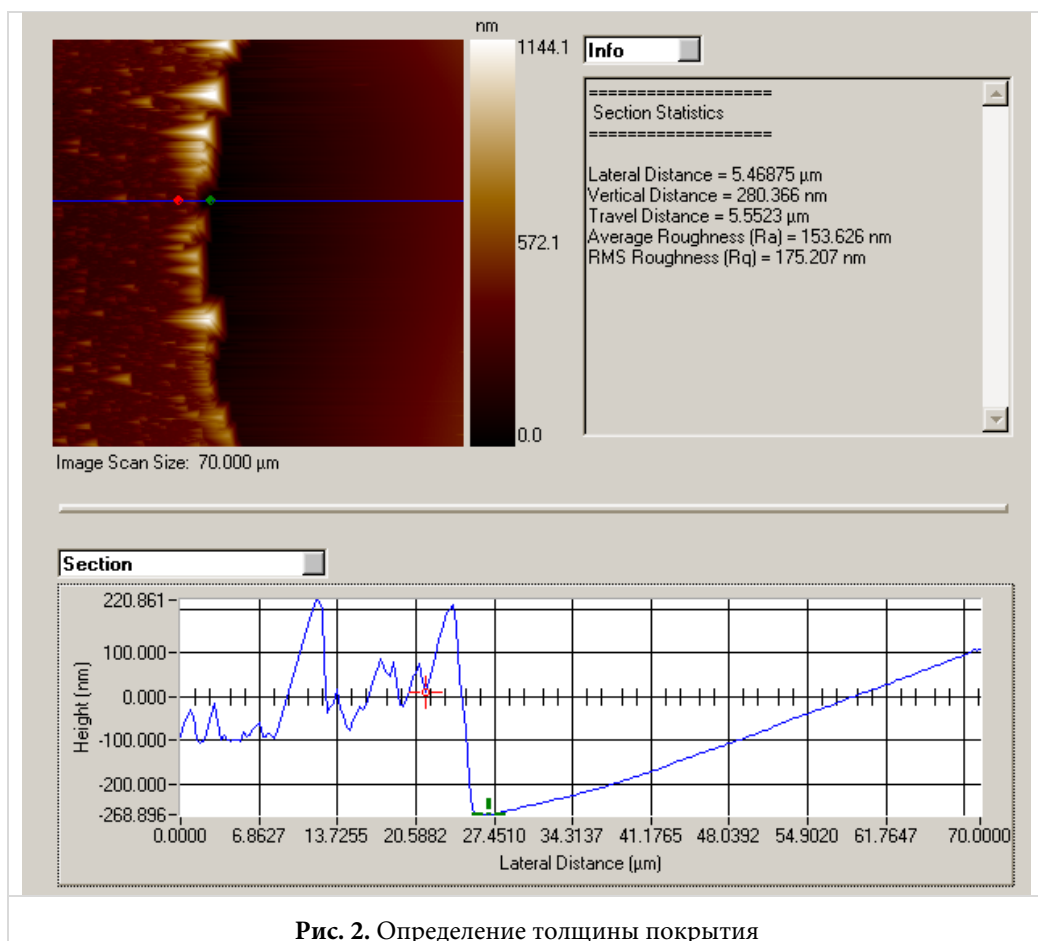 nm
1144.1
572.1
0.0
Image Scan Size: 70.000 µm
Info
===================
Section Statistics
===================
Lateral Distance = 5.46875 µm
Vertical Distance = 280.366 nm
Travel Distance = 5.5523 µm
Average Roughness (Ra) = 153.626 nm
RMS Roughness (Rq) = 175.207 nm
Section
Height (nm)
220.861
100.000
0.000
-100.000
-200.000
-268.896
0.0000 6.8627 13.7255 20.5882 27.4510 34.3137 41.1765 48.0392 54.9020 61.7647 70.0000
Lateral Distance (µm)
Рис. 2. Определение толщины покрытия